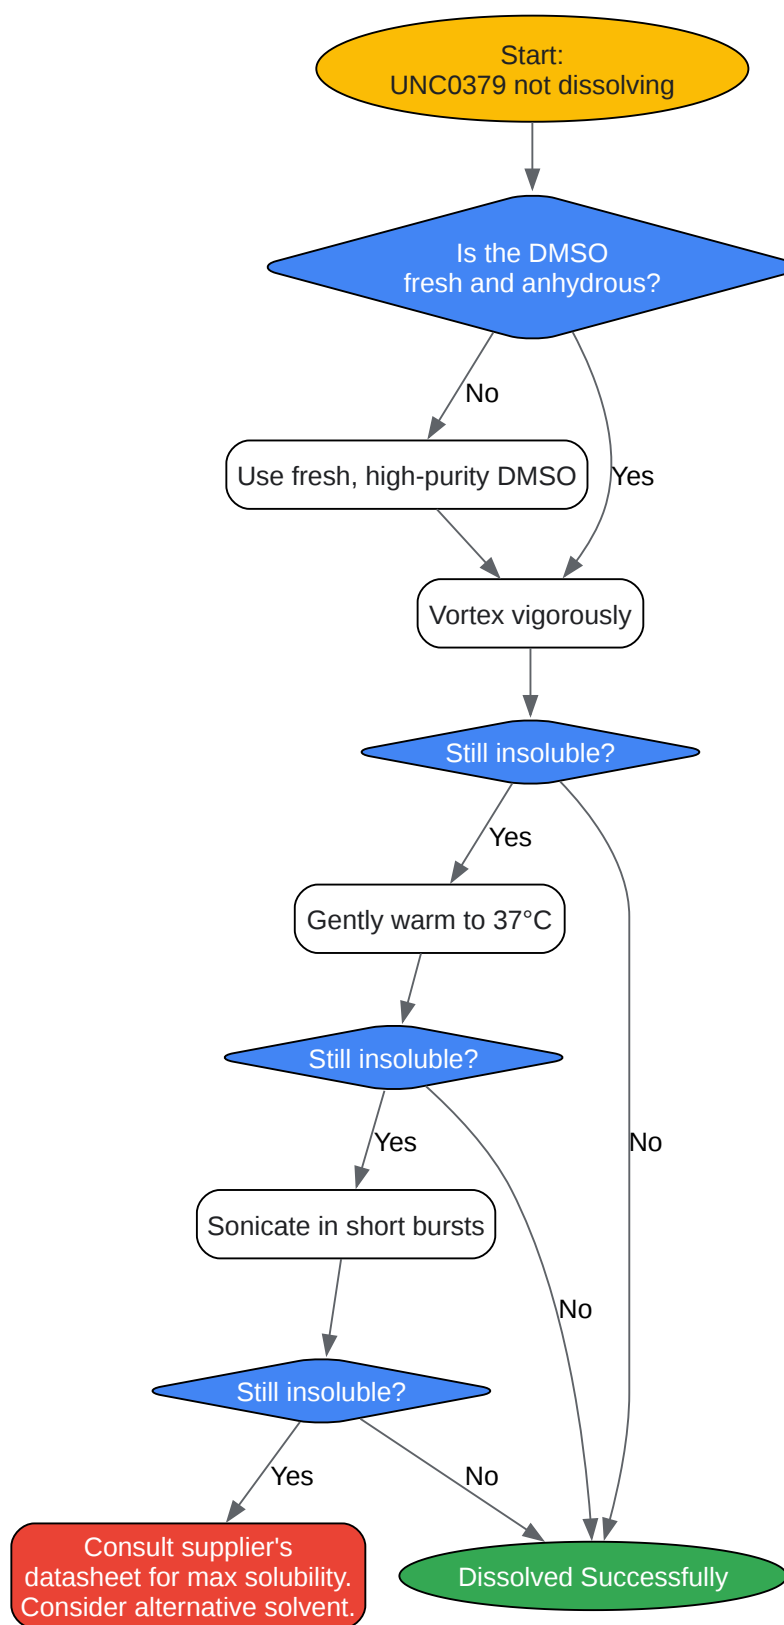 Start:
UNC0379 not dissolving
Is the DMSO
fresh and anhydrous?
No
Yes
Use fresh, high-purity DMSO
Vortex vigorously
Still insoluble?
Yes
No
Gently warm to 37°C
Still insoluble?
Yes
No
Sonicate in short bursts
Still insoluble?
Yes
No
Consult supplier's
datasheet for max solubility.
Consider alternative solvent.
Dissolved Successfully